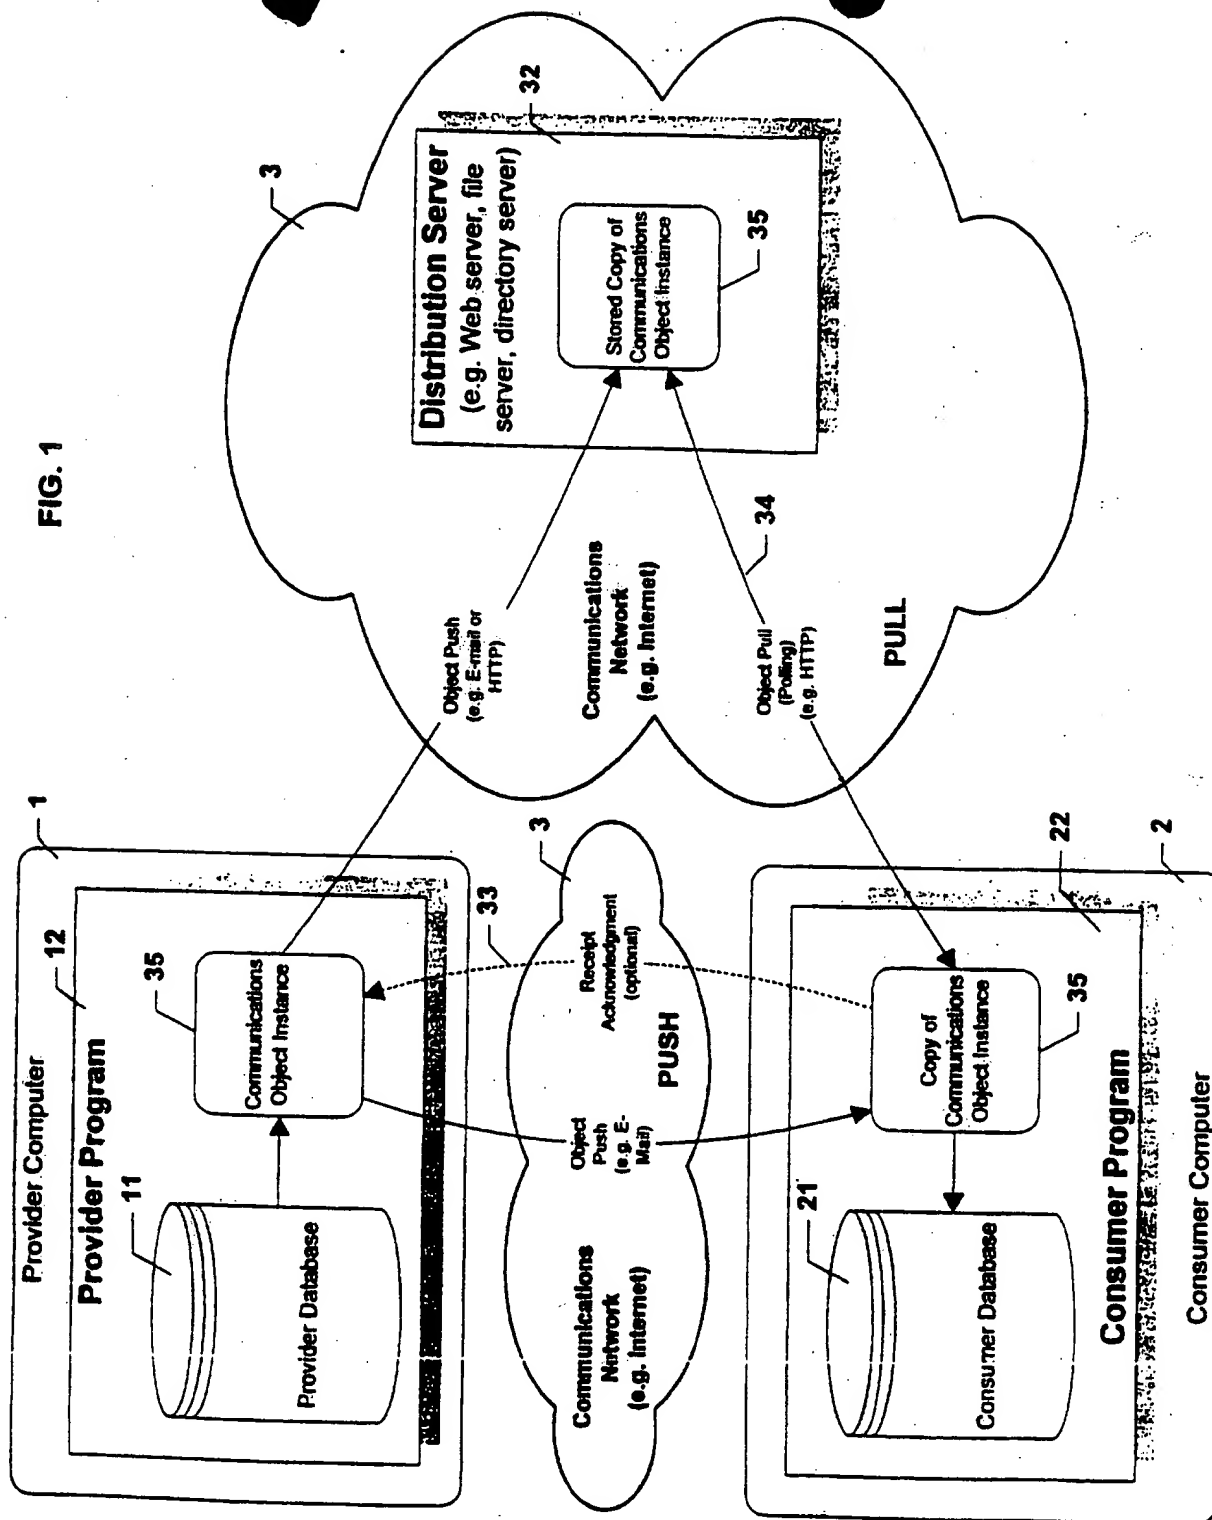 FIG. 1
Provider Computer
1
Provider Program
12
11
Provider Database
35
Communications
Object Instance
Communications
Network
(e.g. Internet)
Object
Push
(e.g. E-
Mail)
PUSH
Receipt
Acknowledgment
(optional)
33
3
21
Consumer Database
Copy of
Communications
Object Instance
35
22
Consumer Program
2
Consumer Computer
3
Object Push
(e.g. E-mail or
HTTP)
Communications
Network
(e.g. Internet)
Object Pull
(Polling)
(e.g. HTTP)
34
PULL
Distribution Server
(e.g. Web server, file
server, directory server)
32
Stored Copy of
Communications
Object Instance
35